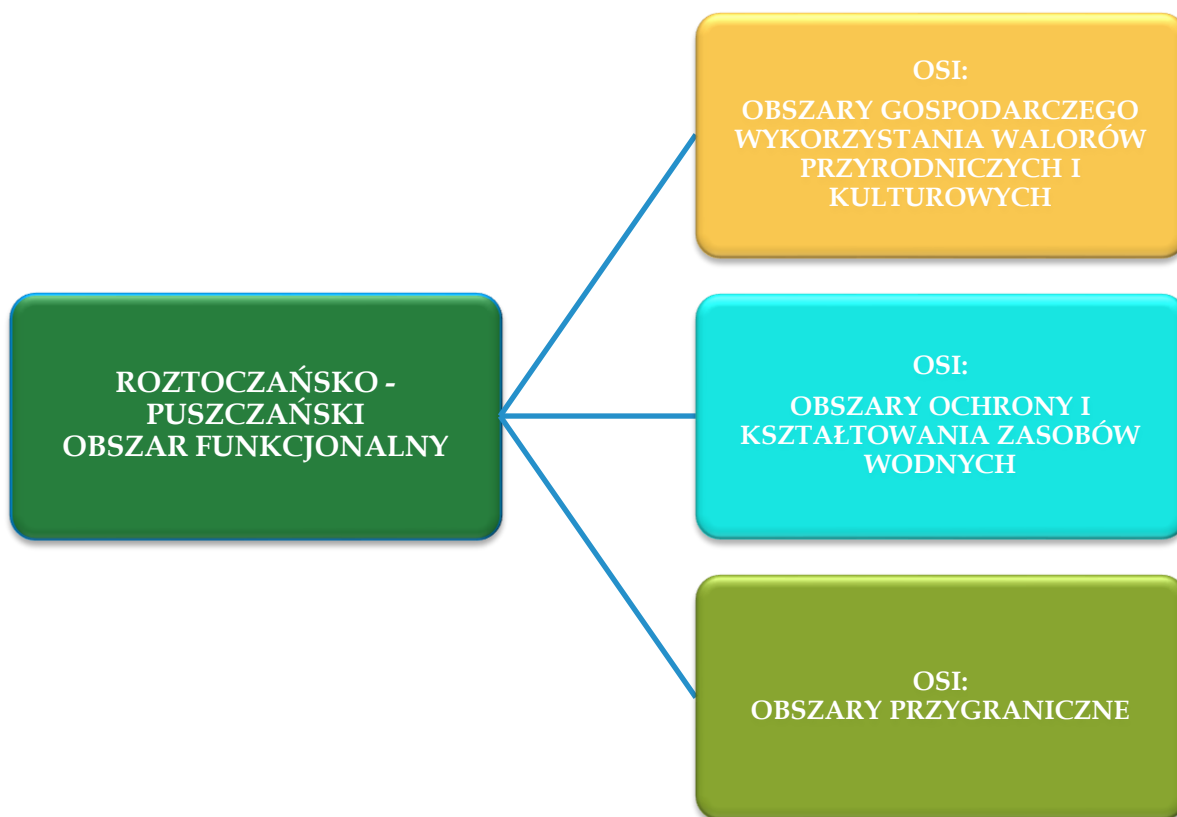 OSI:
OBSZARY GOSPODARCZEGO
WYKORZYSTANIA WALORÓW
PRZYRODNICZYCH I
KULTUROWYCH
ROZTOCZAŃSKO -
PUSZCZAŃSKI
OBSZAR FUNKCJONALNY
OSI:
OBSZARY OCHRONY I
KSZTAŁTOWANIA ZASOBÓW
WODNYCH
OSI:
OBSZARY PRZYGRANICZNE